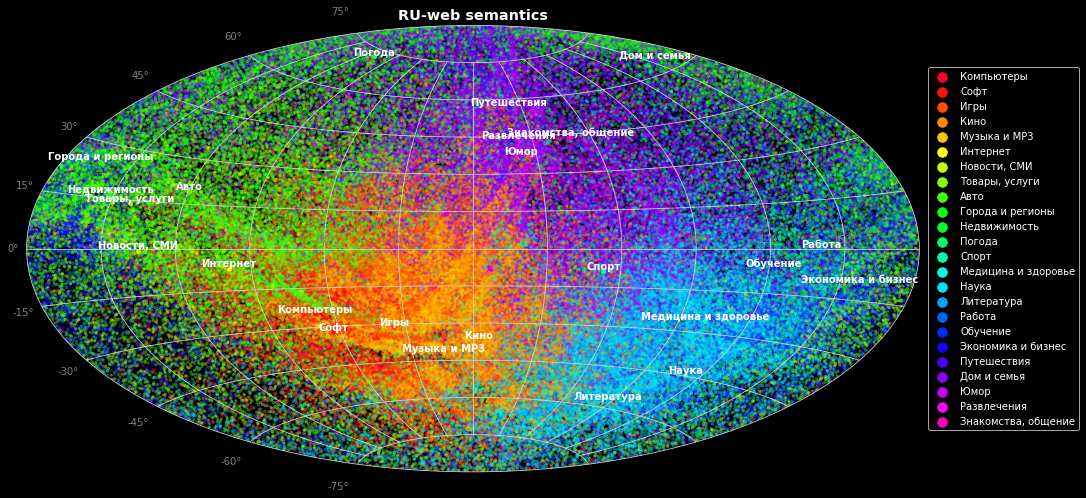 RU-web semantics
75°
60°
45°
30°
15°
0°
-15°
-30°
-45°
-60°
-75°
Погода
Дом и семья
Путешествия
Знакомства, общение
Развлечения
Юмор
Города и регионы
Авто
Недвижимость
Товары, услуги
Новости, СМИ
Работа
Интернет
Спорт
Обучение
Экономика и бизнес
Компьютеры
Медицина и здоровье
Игры
Софт
Кино
Музыка и MP3
Наука
Литература
Компьютеры
Софт
Игры
Кино
Музыка и MP3
Интернет
Новости, СМИ
Товары, услуги
Авто
Города и регионы
Недвижимость
Погода
Спорт
Медицина и здоровье
Наука
Литература
Работа
Обучение
Экономика и бизнес
Путешествия
Дом и семья
Юмор
Развлечения
Знакомства, общение